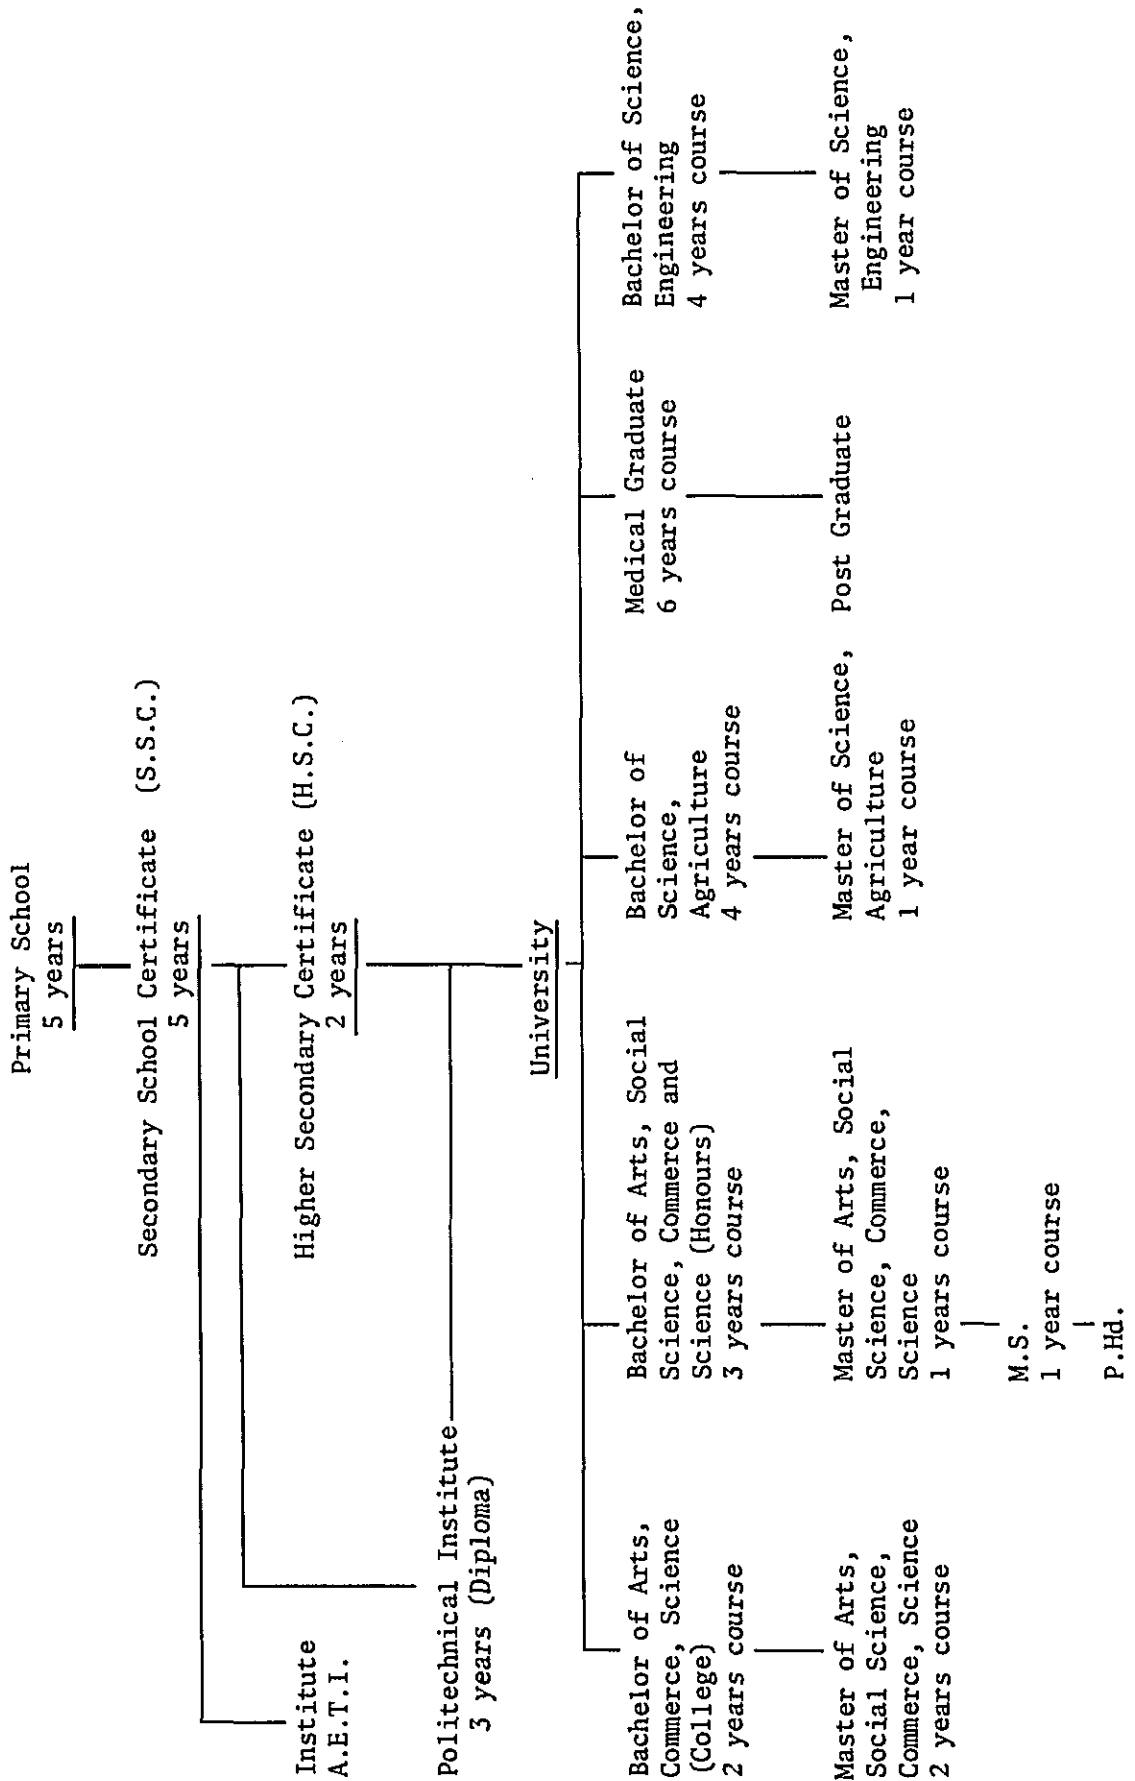 Primary School
5 years
Secondary School Certificate (S.S.C.)
5 years
Institute
A.E.T.I.
Higher Secondary Certificate (H.S.C.)
2 years
Politechnical Institute
3 years (Diploma)
University
Bachelor of Arts,
Commerce, Science
(College)
2 years course
Bachelor of Arts, Social
Science, Commerce and
Science (Honours)
3 years course
Bachelor of
Science,
Agriculture
4 years course
Medical Graduate
6 years course
Bachelor of Science,
Engineering
4 years course
Master of Arts,
Social Science,
Commerce, Science
2 years course
Master of Arts, Social
Science, Commerce,
Science
1 years course
Master of Science,
Agriculture
1 year course
Post Graduate
Master of Science,
Engineering
1 year course
M.S.
1 year course
P.Hd.